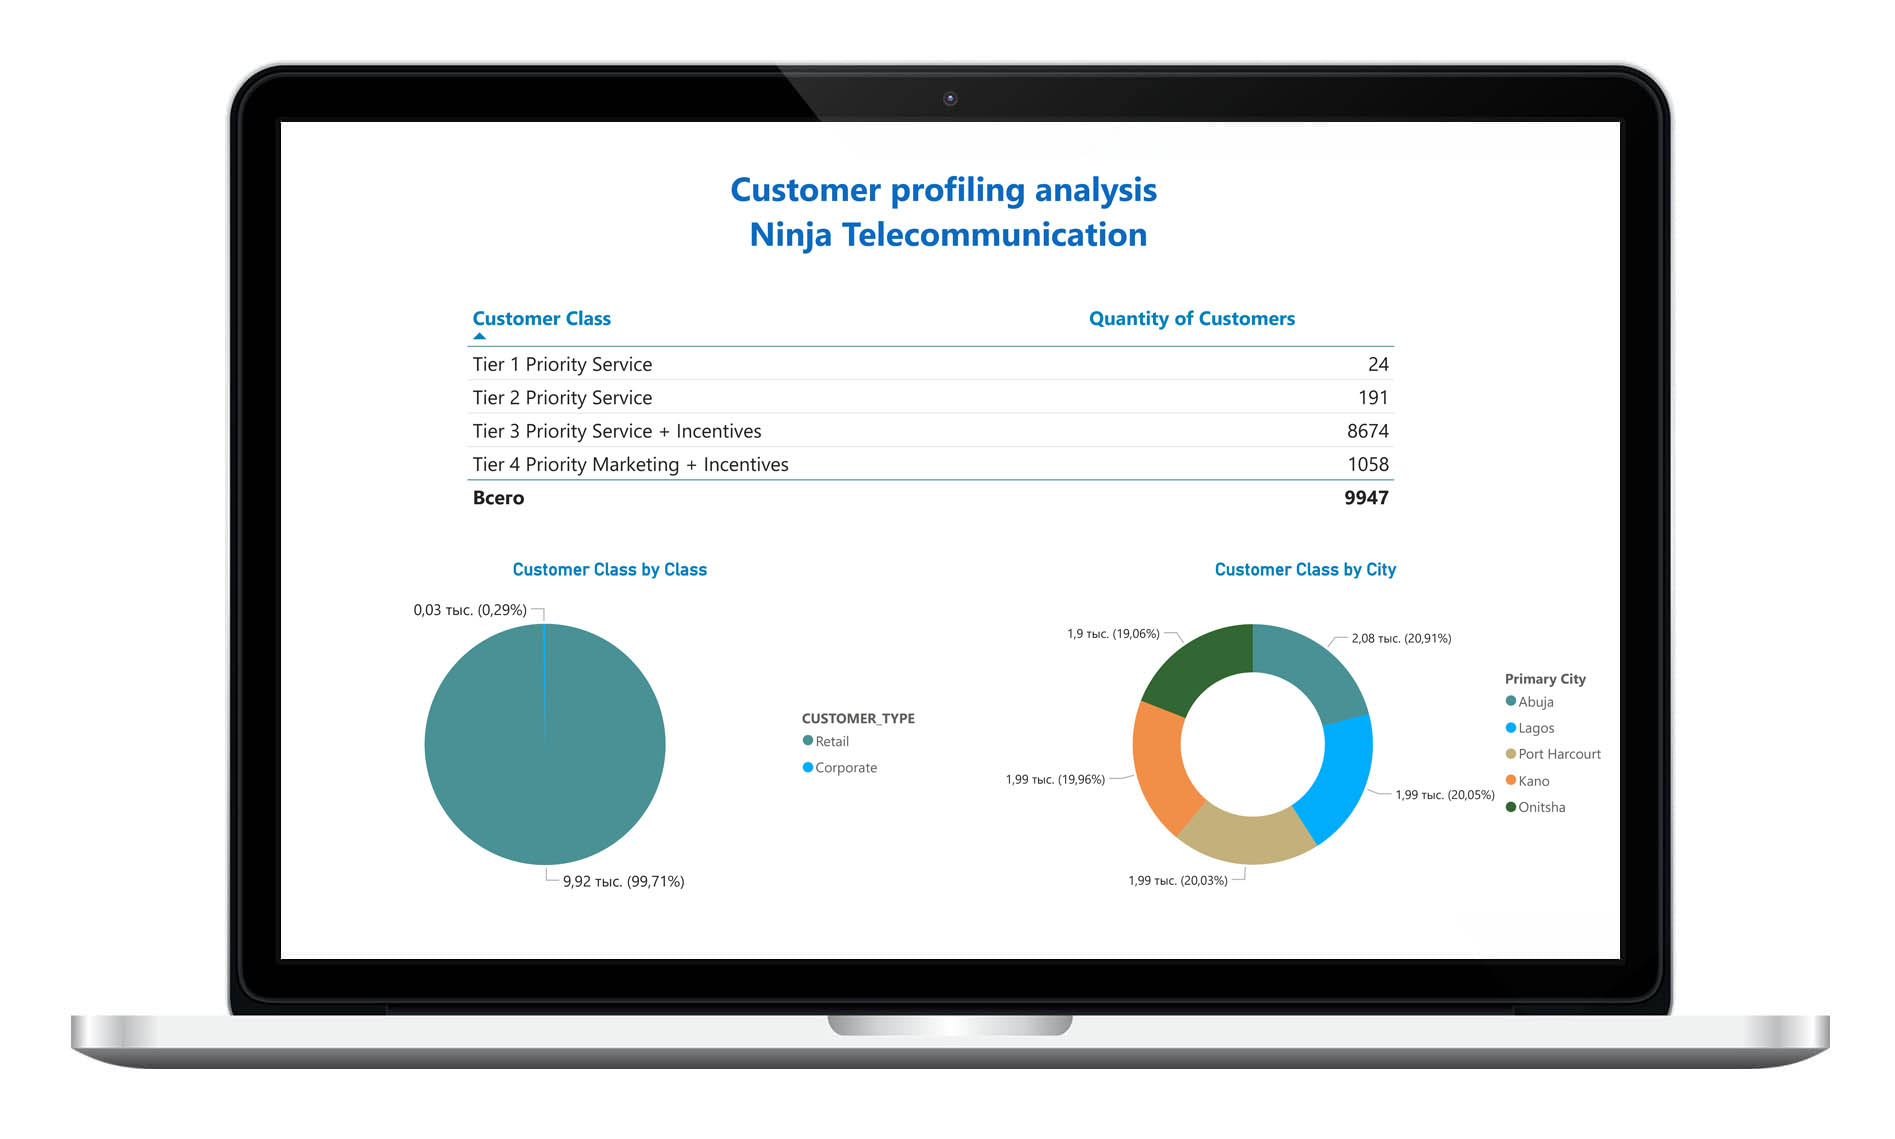 Customer profiling analysis
Ninja Telecommunication
Customer Class Quantity of Customers
Tier 1 Priority Service 24
Tier 2 Priority Service 191
Tier 3 Priority Service + Incentives 8674
Tier 4 Priority Marketing + Incentives 1058
Всего 9947
Customer Class by Class
0,03 тыс. (0,29%)
9,92 тыс. (99,71%)
CUSTOMER_TYPE
Retail
Corporate
Customer Class by City
1,9 тыс. (19,06%)
2,08 тыс. (20,91%)
1,99 тыс. (19,96%)
1,99 тыс. (20,05%)
1,99 тыс. (20,03%)
Primary City
Abuja
Lagos
Port Harcourt
Kano
Onitsha